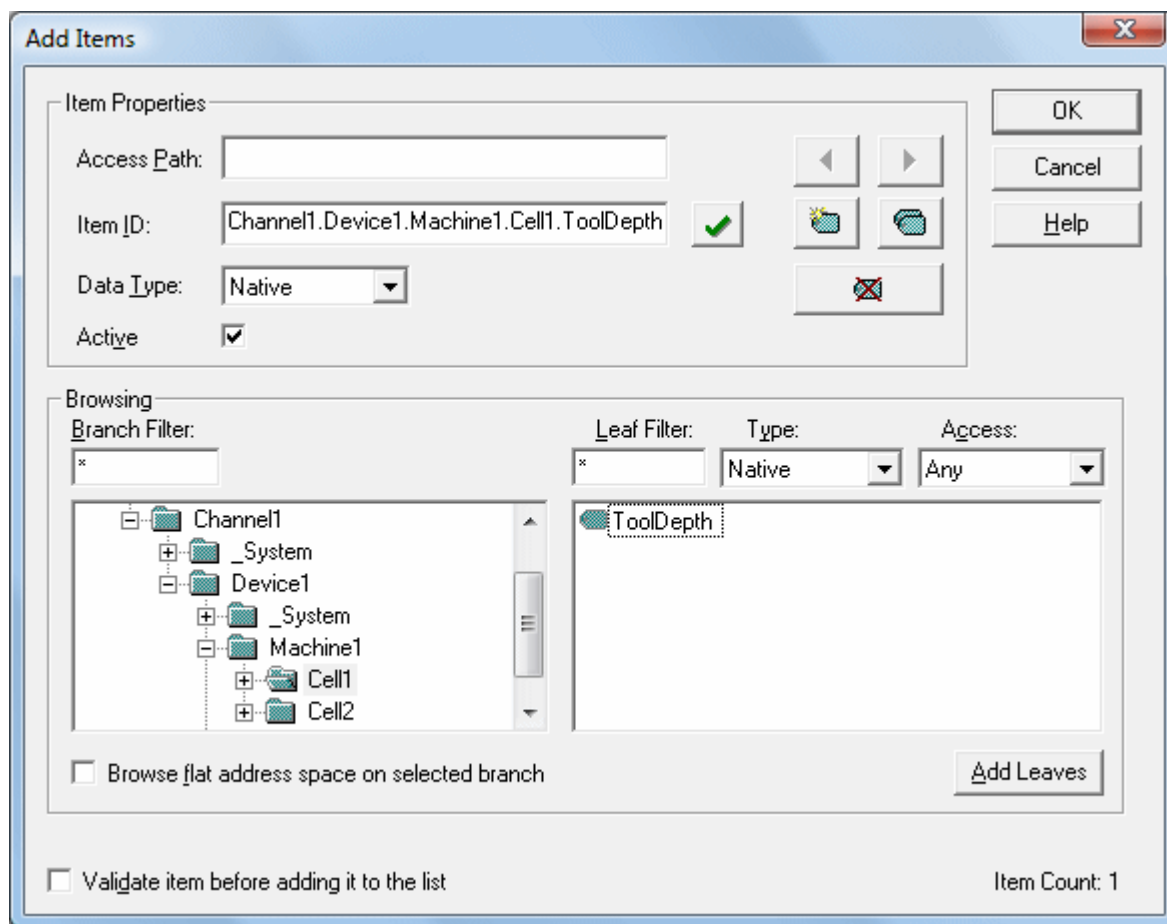 Add Items
Item Properties
OK
Access Path:
Cancel
Item ID: Channel1.Device1.Machine1.Cell1.ToolDepth
Help
Data Type: Native
Active
Browsing
Branch Filter: Leaf Filter: Type: Access:
* * Native Any
Channel1 ToolDepth
_System
Device1
_System
Machine1
Cell1
Cell2
Browse flat address space on selected branch Add Leaves
Validate item before adding it to the list Item Count: 1